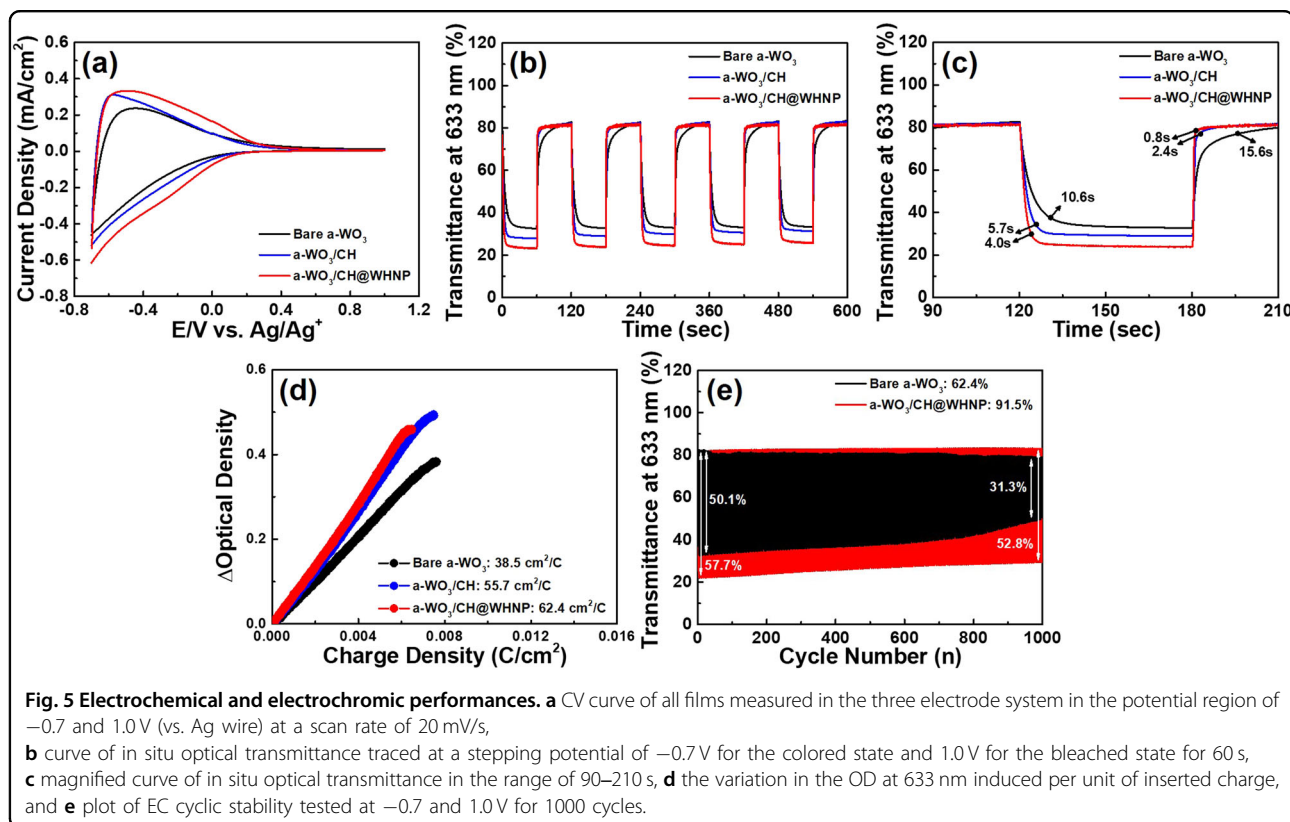 (a)
Current Density (mA/cm²)
0.6
0.4
0.2
0.0
-0.2
-0.4
-0.6
-0.8
Bare a-WO₃
a-WO₃/CH
a-WO₃/CH@WHNP
-0.8 -0.4 0.0 0.4 0.8 1.2
E/V vs. Ag/Ag⁺
(b)
Transmittance at 633 nm (%)
120
100
80
60
40
20
0
Bare a-WO₃
a-WO₃/CH
a-WO₃/CH@WHNP
0 120 240 360 480 600
Time (sec)
(c)
Transmittance at 633 nm (%)
120
100
80
60
40
20
0
Bare a-WO₃
a-WO₃/CH
a-WO₃/CH@WHNP
0.8s
2.4s
15.6s
10.6s
5.7s
4.0s
90 120 150 180 210
Time (sec)
(d)
ΔOptical Density
0.6
0.4
0.2
0.0
Bare a-WO₃: 38.5 cm²/C
a-WO₃/CH: 55.7 cm²/C
a-WO₃/CH@WHNP: 62.4 cm²/C
0.000 0.004 0.008 0.012 0.016
Charge Density (C/cm²)
(e)
Transmittance at 633 nm (%)
120
100
80
60
40
20
0
Bare a-WO₃: 62.4%
a-WO₃/CH@WHNP: 91.5%
50.1%
31.3%
52.8%
57.7%
0 200 400 600 800 1000
Cycle Number (n)
Fig. 5 Electrochemical and electrochromic performances. a CV curve of all films measured in the three electrode system in the potential region of
−0.7 and 1.0 V (vs. Ag wire) at a scan rate of 20 mV/s,
b curve of in situ optical transmittance traced at a stepping potential of −0.7 V for the colored state and 1.0 V for the bleached state for 60 s,
c magnified curve of in situ optical transmittance in the range of 90–210 s, d the variation in the OD at 633 nm induced per unit of inserted charge,
and e plot of EC cyclic stability tested at −0.7 and 1.0 V for 1000 cycles.